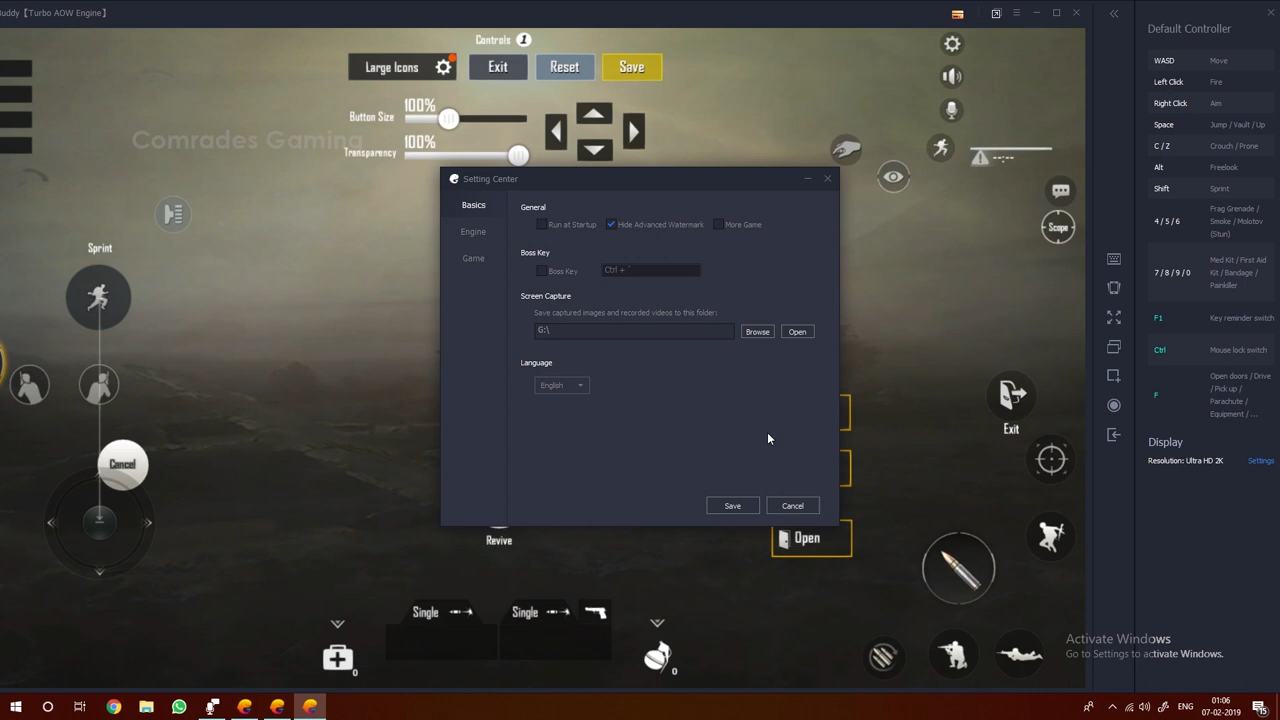 Buddy【Turbo AOW Engine】
Controls 1
Large Icons
Exit
Reset
Save
Button Size
100%
Transparency
100%
Comrades Gaming
Sprint
Cancel
Setting Center
Basics
Engine
Game
General
Run at Startup
Hide Advanced Watermark
More Game
Boss Key
Boss Key
Ctrl + `
Screen Capture
Save captured images and recorded videos to this folder:
G:\
Browse
Open
Language
English
Save
Cancel
Scope
Exit
Revive
Open
Single
Single
0
0
Default Controller
WASD Move
Left Click Fire
Right Click Aim
Space Jump / Vault / Up
C / Z Crouch / Prone
Alt Freelook
Shift Sprint
4 / 5 / 6 Frag Grenade /
Smoke / Molotov
(Stun)
7 / 8 / 9 / 0 Med Kit / First Aid
Kit / Bandage /
Painkiller
F1 Key reminder switch
Ctrl Mouse lock switch
F Open doors / Drive
/ Pick up /
Parachute /
Equipment / ...
Display
Resolution: Ultra HD 2K Settings
Activate Windows
Go to Settings to activate Windows.
ENG
01:06
07-02-2019
15